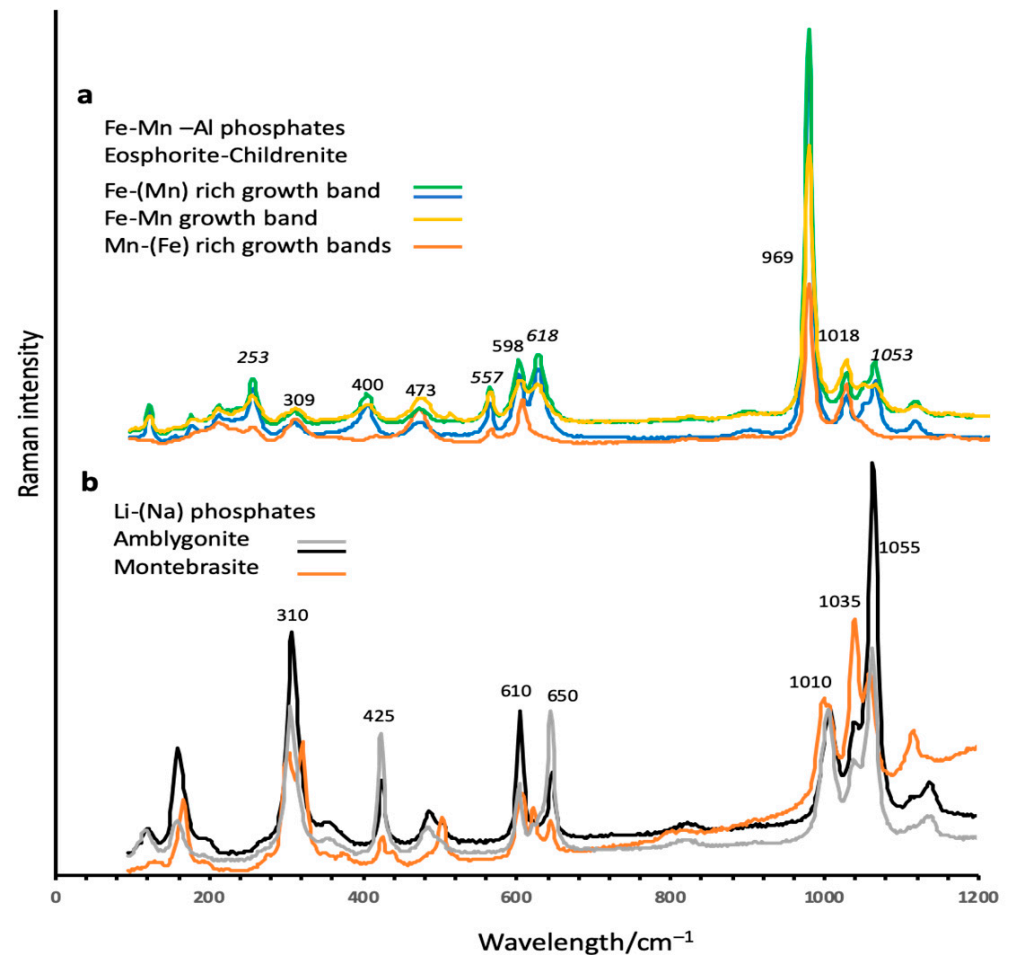 a
Fe-Mn –Al phosphates
Eosphorite-Childrenite
Fe-(Mn) rich growth band
Fe-Mn growth band
Mn-(Fe) rich growth bands
969
253
309
400
473
557
598
618
1018
1053
Raman intensity
b
Li-(Na) phosphates
Amblygonite
Montebrasite
310
425
610
650
1010
1035
1055
0 200 400 600 800 1000 1200
Wavelength/cm⁻¹